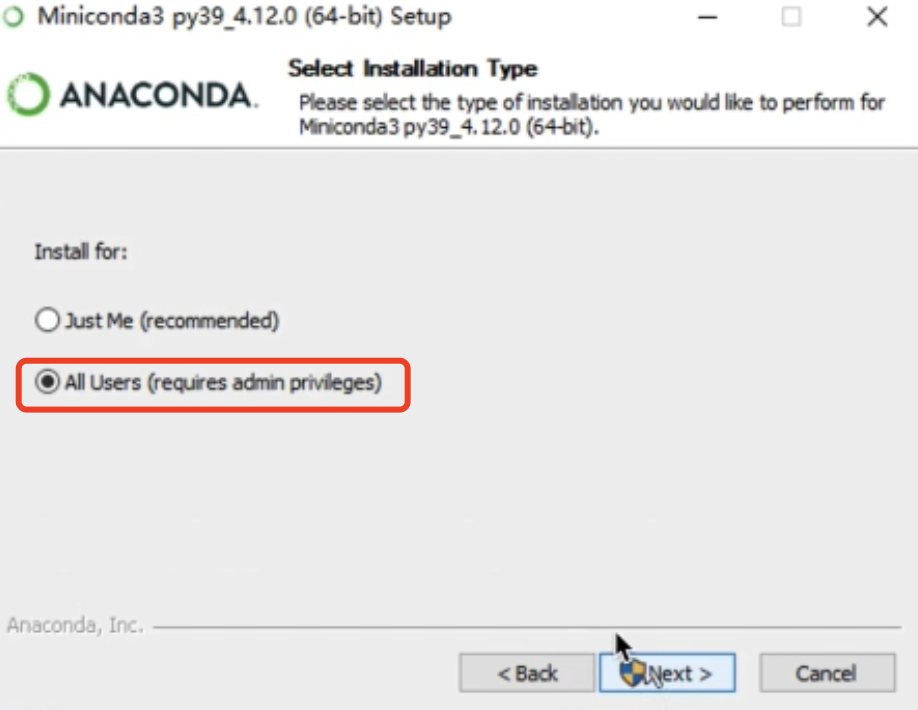 Miniconda3 py39_4.12.0 (64-bit) Setup
ANACONDA.
Select Installation Type
Please select the type of installation you would like to perform for
Miniconda3 py39_4.12.0 (64-bit).
Install for:
Just Me (recommended)
All Users (requires admin privileges)
Anaconda, Inc.
< Back
Next >
Cancel